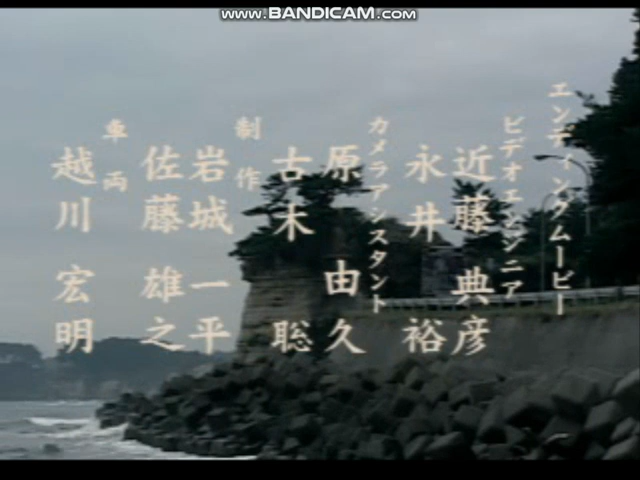 www.BANDICAM.com
エンディングムービー
ビデオエンジニア
近藤典彦
永井裕
カメラアシスタント
原由久
古木聡
制作
岩城一平
佐藤雄之
車両
越川宏明